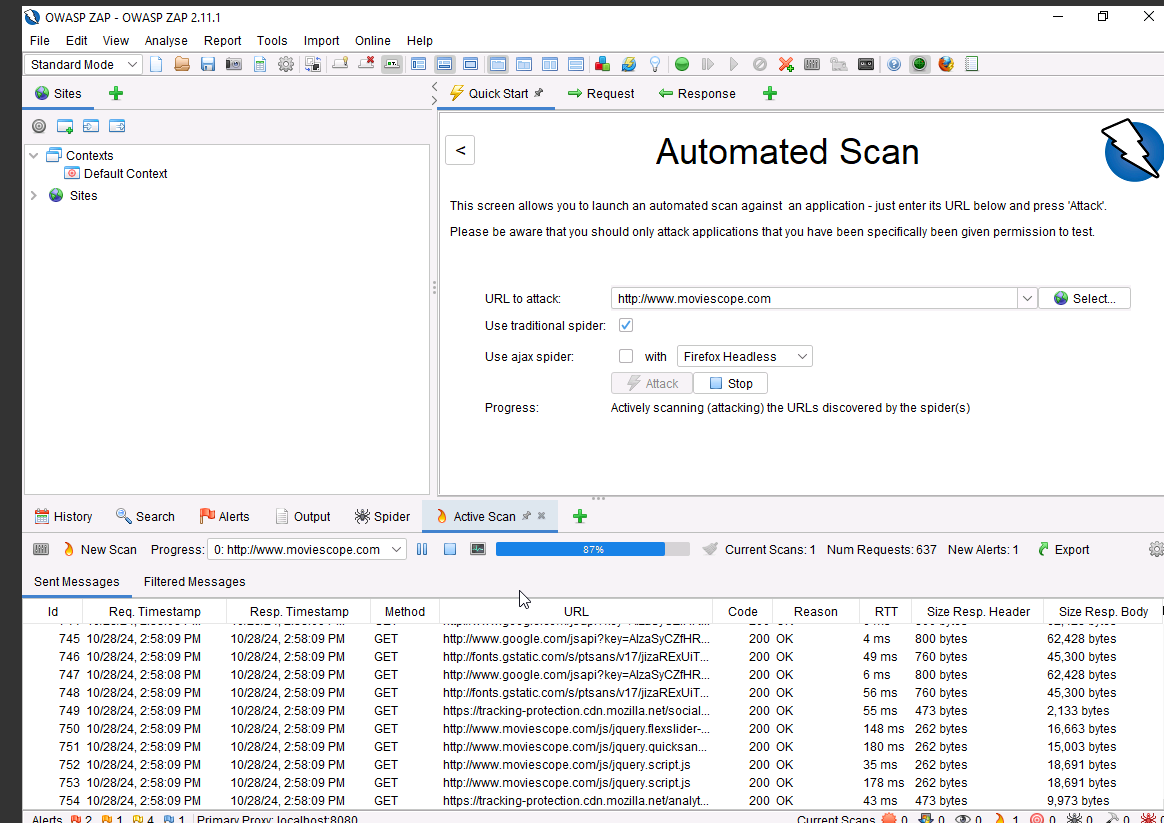 OWASP ZAP - OWASP ZAP 2.11.1
File Edit View Analyse Report Tools Import Online Help
Standard Mode
Sites
Quick Start Request Response
<
Automated Scan
Contexts
Default Context
Sites
This screen allows you to launch an automated scan against an application - just enter its URL below and press 'Attack'.
Please be aware that you should only attack applications that you have been specifically been given permission to test.
URL to attack: http://www.moviescope.com Select...
Use traditional spider:
Use ajax spider: with Firefox Headless
Attack Stop
Progress: Actively scanning (attacking) the URLs discovered by the spider(s)
History Search Alerts Output Spider Active Scan
New Scan Progress: 0: http://www.moviescope.com 87% Current Scans: 1 Num Requests: 637 New Alerts: 1 Export
Sent Messages Filtered Messages
Id Req. Timestamp Resp. Timestamp Method URL Code Reason RTT Size Resp. Header Size Resp. Body
745 10/28/24, 2:58:09 PM 10/28/24, 2:58:09 PM GET http://www.google.com/jsapi?key=AIzaSyCZfHR... 200 OK 4 ms 800 bytes 62,428 bytes
746 10/28/24, 2:58:09 PM 10/28/24, 2:58:09 PM GET http://fonts.gstatic.com/s/ptsans/v17/jizaRExUiT... 200 OK 49 ms 760 bytes 45,300 bytes
747 10/28/24, 2:58:08 PM 10/28/24, 2:58:09 PM GET http://www.google.com/jsapi?key=AIzaSyCZfHR... 200 OK 6 ms 800 bytes 62,428 bytes
748 10/28/24, 2:58:09 PM 10/28/24, 2:58:09 PM GET http://fonts.gstatic.com/s/ptsans/v17/jizaRExUiT... 200 OK 56 ms 760 bytes 45,300 bytes
749 10/28/24, 2:58:09 PM 10/28/24, 2:58:09 PM GET https://tracking-protection.cdn.mozilla.net/social... 200 OK 55 ms 473 bytes 2,133 bytes
750 10/28/24, 2:58:09 PM 10/28/24, 2:58:09 PM GET http://www.moviescope.com/js/jquery.flexslider-... 200 OK 148 ms 262 bytes 16,663 bytes
751 10/28/24, 2:58:09 PM 10/28/24, 2:58:09 PM GET http://www.moviescope.com/js/jquery.quicksan... 200 OK 180 ms 262 bytes 15,003 bytes
752 10/28/24, 2:58:09 PM 10/28/24, 2:58:09 PM GET http://www.moviescope.com/js/jquery.script.js 200 OK 35 ms 262 bytes 18,691 bytes
753 10/28/24, 2:58:09 PM 10/28/24, 2:58:09 PM GET http://www.moviescope.com/js/jquery.script.js 200 OK 178 ms 262 bytes 18,691 bytes
754 10/28/24, 2:58:09 PM 10/28/24, 2:58:09 PM GET https://tracking-protection.cdn.mozilla.net/analyt... 200 OK 43 ms 473 bytes 9,973 bytes
Alerts 2 1 4 1 Primary Proxy: localhost:8080 Current Scans 0 0 0 1 0 0 0 0